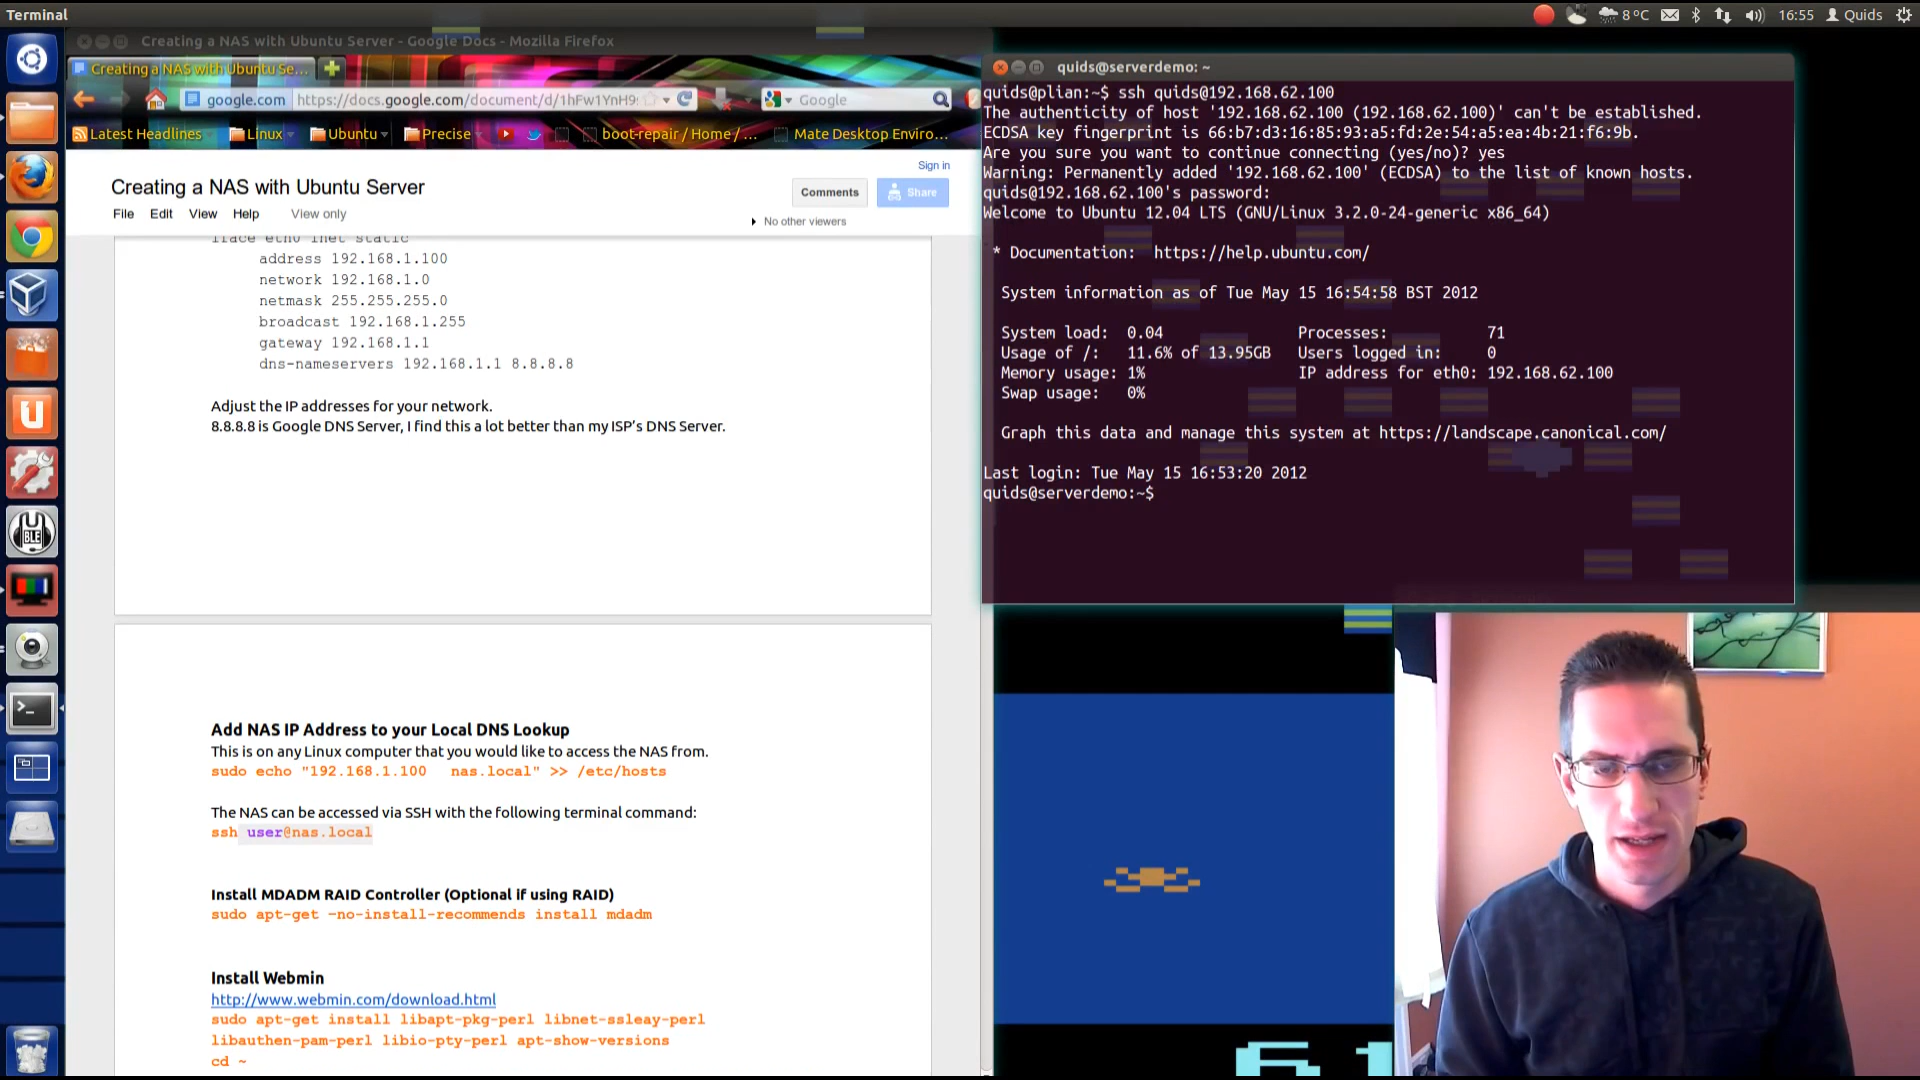 Terminal
8°C
16:55
Quids
Creating a NAS with Ubuntu Server - Google Docs - Mozilla Firefox
Creating a NAS with Ubuntu Se...
google.com
https://docs.google.com/document/d/1hFw1YnH9
Google
Latest Headlines
Linux
Ubuntu
Precise
boot-repair / Home / ...
Mate Desktop Enviro...
Sign in
Creating a NAS with Ubuntu Server
Comments
Share
File Edit View Help
View only
No other viewers
iface eth0 inet static
address 192.168.1.100
network 192.168.1.0
netmask 255.255.255.0
broadcast 192.168.1.255
gateway 192.168.1.1
dns-nameservers 192.168.1.1 8.8.8.8
Adjust the IP addresses for your network.
8.8.8.8 is Google DNS Server, I find this a lot better than my ISP's DNS Server.
Add NAS IP Address to your Local DNS Lookup
This is on any Linux computer that you would like to access the NAS from.
sudo echo "192.168.1.100   nas.local" >> /etc/hosts
The NAS can be accessed via SSH with the following terminal command:
ssh user@nas.local
Install MDADM RAID Controller (Optional if using RAID)
sudo apt-get –no-install-recommends install mdadm
Install Webmin
http://www.webmin.com/download.html
sudo apt-get install libapt-pkg-perl libnet-ssleay-perl
libauthen-pam-perl libio-pty-perl apt-show-versions
cd ~
quids@serverdemo: ~
quids@plian:~$ ssh quids@192.168.62.100
The authenticity of host '192.168.62.100 (192.168.62.100)' can't be established.
ECDSA key fingerprint is 66:b7:d3:16:85:93:a5:fd:2e:54:a5:ea:4b:21:f6:9b.
Are you sure you want to continue connecting (yes/no)? yes
Warning: Permanently added '192.168.62.100' (ECDSA) to the list of known hosts.
quids@192.168.62.100's password:
Welcome to Ubuntu 12.04 LTS (GNU/Linux 3.2.0-24-generic x86_64)
* Documentation:  https://help.ubuntu.com/
System information as of Tue May 15 16:54:58 BST 2012
System load:  0.04               Processes:           71
Usage of /:   11.6% of 13.95GB   Users logged in:     0
Memory usage: 1%                 IP address for eth0: 192.168.62.100
Swap usage:   0%
Graph this data and manage this system at https://landscape.canonical.com/
Last login: Tue May 15 16:53:20 2012
quids@serverdemo:~$